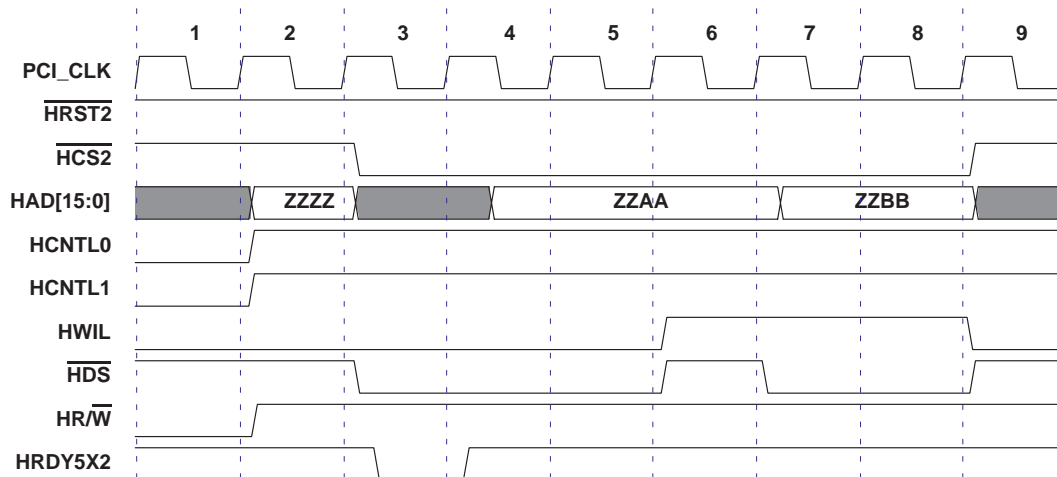 1 2 3 4 5 6 7 8 9
PCI_CLK
HRST2
HCS2
HAD[15:0] ZZZZ ZZAA ZZBB
HCNTL0
HCNTL1
HWIL
HDS
HR/W
HRDY5X2